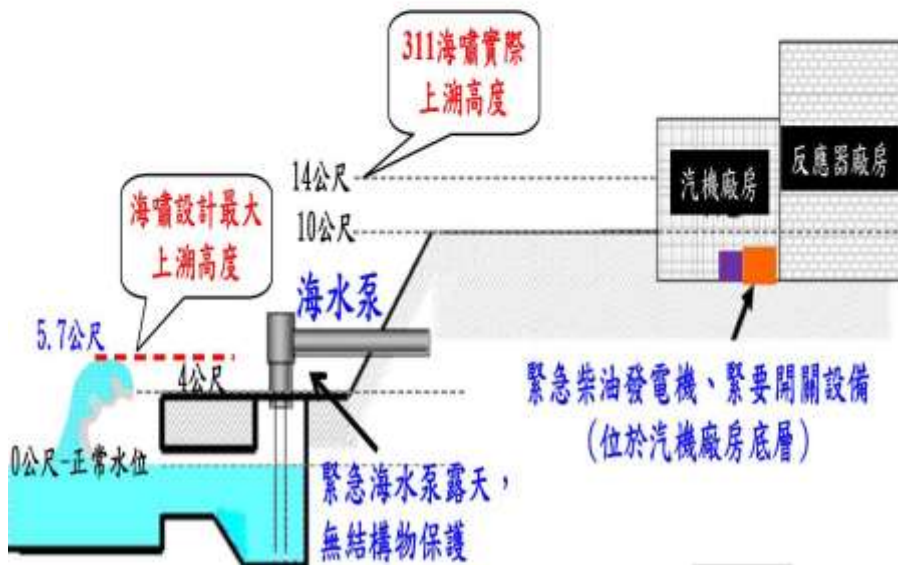 311海嘯實際
上溯高度
14公尺
10公尺
汽機廠房
反應器廠房
海嘯設計最大
上溯高度
海水泵
5.7公尺
4公尺
緊急柴油發電機、緊要開關設備
(位於汽機廠房底層)
0公尺-正常水位
緊急海水泵露天，
無結構物保護